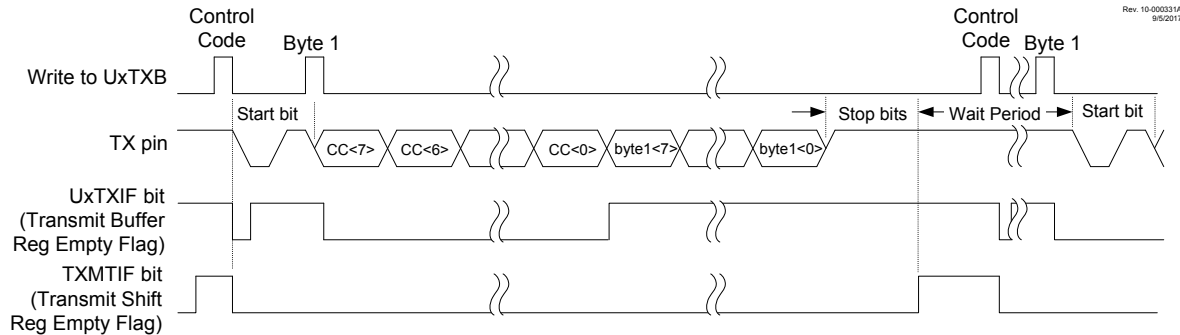 Rev. 10-000331A
9/5/2017
Control
Code
Byte 1
Control
Code
Byte 1
Write to UxTXB
Start bit
Stop bits
Wait Period
Start bit
TX pin
CC<7>
CC<6>
CC<0>
byte1<7>
byte1<0>
UxTXIF bit
(Transmit Buffer
Reg Empty Flag)
TXMTIF bit
(Transmit Shift
Reg Empty Flag)